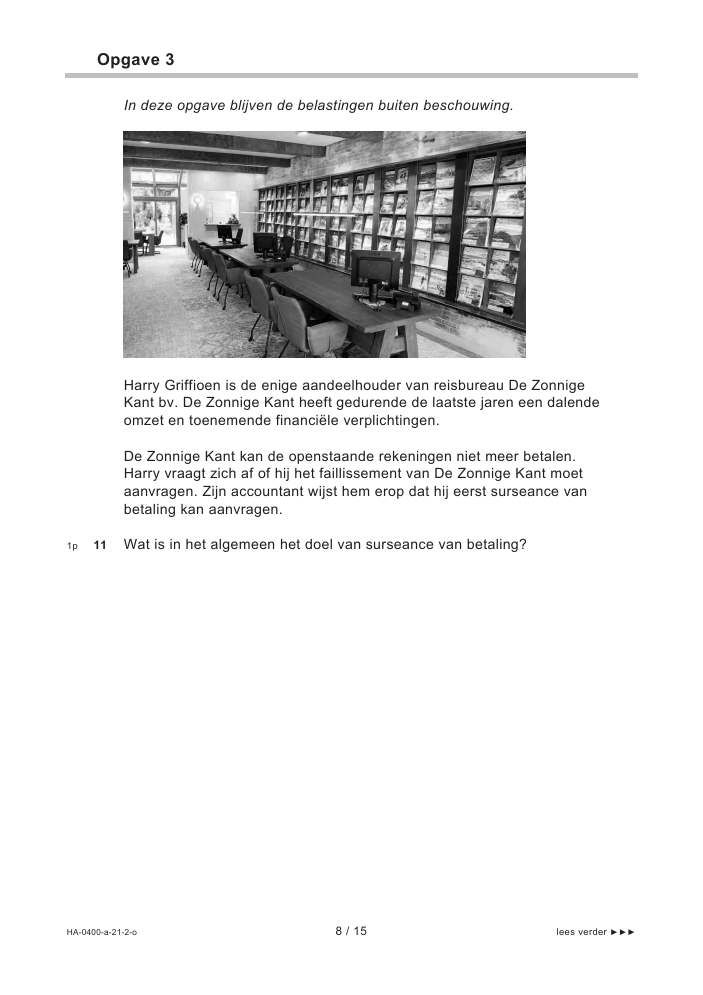 Opgave 3
In deze opgave blijven de belastingen buiten beschouwing.
Harry Griffioen is de enige aandeelhouder van reisbureau De Zonnige
Kant bv. De Zonnige Kant heeft gedurende de laatste jaren een dalende
omzet en toenemende financiële verplichtingen.
De Zonnige Kant kan de openstaande rekeningen niet meer betalen.
Harry vraagt zich af of hij het faillissement van De Zonnige Kant moet
aanvragen. Zijn accountant wijst hem erop dat hij eerst surseance van
betaling kan aanvragen.
1p 11 Wat is in het algemeen het doel van surseance van betaling?
HA-0400-a-21-2-o 8 / 15 lees verder ►►►